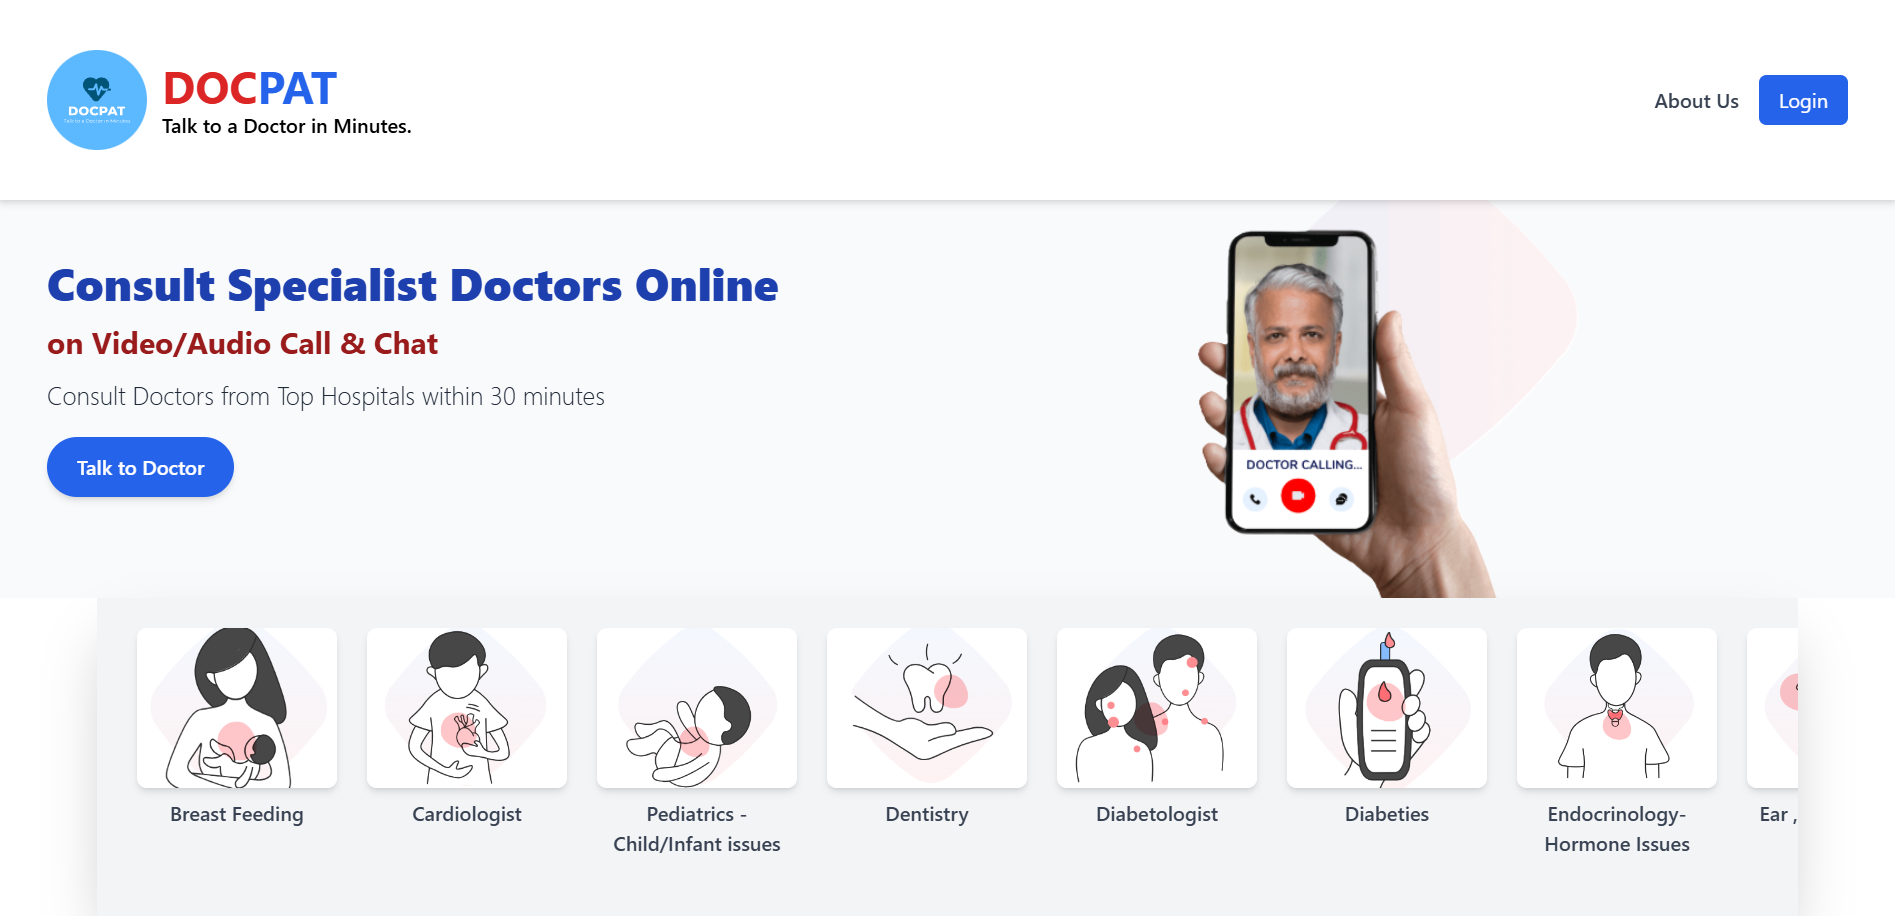 DOCPAT
Talk to a Doctor in Minutes.
DOCPAT
Talk to a Doctor in Minutes.
About Us
Login
Consult Specialist Doctors Online
on Video/Audio Call & Chat
Consult Doctors from Top Hospitals within 30 minutes
Talk to Doctor
DOCTOR CALLING...
Breast Feeding
Cardiologist
Pediatrics -
Child/Infant issues
Dentistry
Diabetologist
Diabeties
Endocrinology-
Hormone Issues
Ear ,